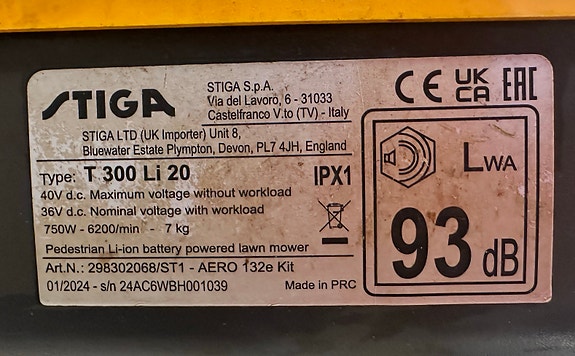 STIGA
STIGA S.p.A.
Via del Lavoro, 6 - 31033
Castelfranco V.to (TV) - Italy
CE UK CA EAC
STIGA LTD (UK Importer) Unit 8,
Bluewater Estate Plympton, Devon, PL7 4JH, England
Type: T 300 Li 20 IPX1
40V d.c. Maximum voltage without workload
36V d.c. Nominal voltage with workload
750W - 6200/min - 7 kg
Pedestrian Li-ion battery powered lawn mower
Art.N.: 298302068/ST1 - AERO 132e Kit
01/2024 - s/n 24AC6WBH001039 Made in PRC
LWA
93 dB